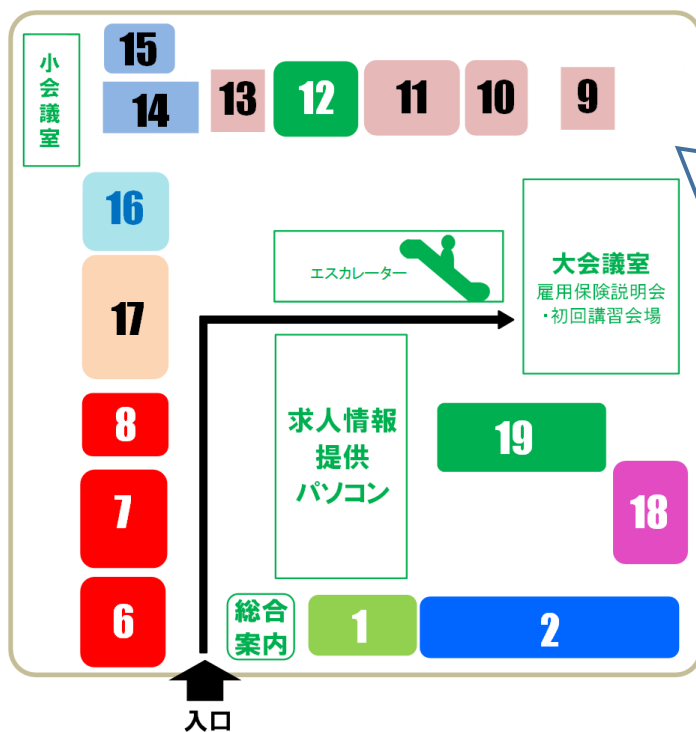 小会議室
15
14
13
12
11
10
9
16
17
8
7
6
エスカレーター
大会議室
雇用保険説明会
・初回講習会場
求人情報
提供
パソコン
19
18
総合
案内
1
2
入口